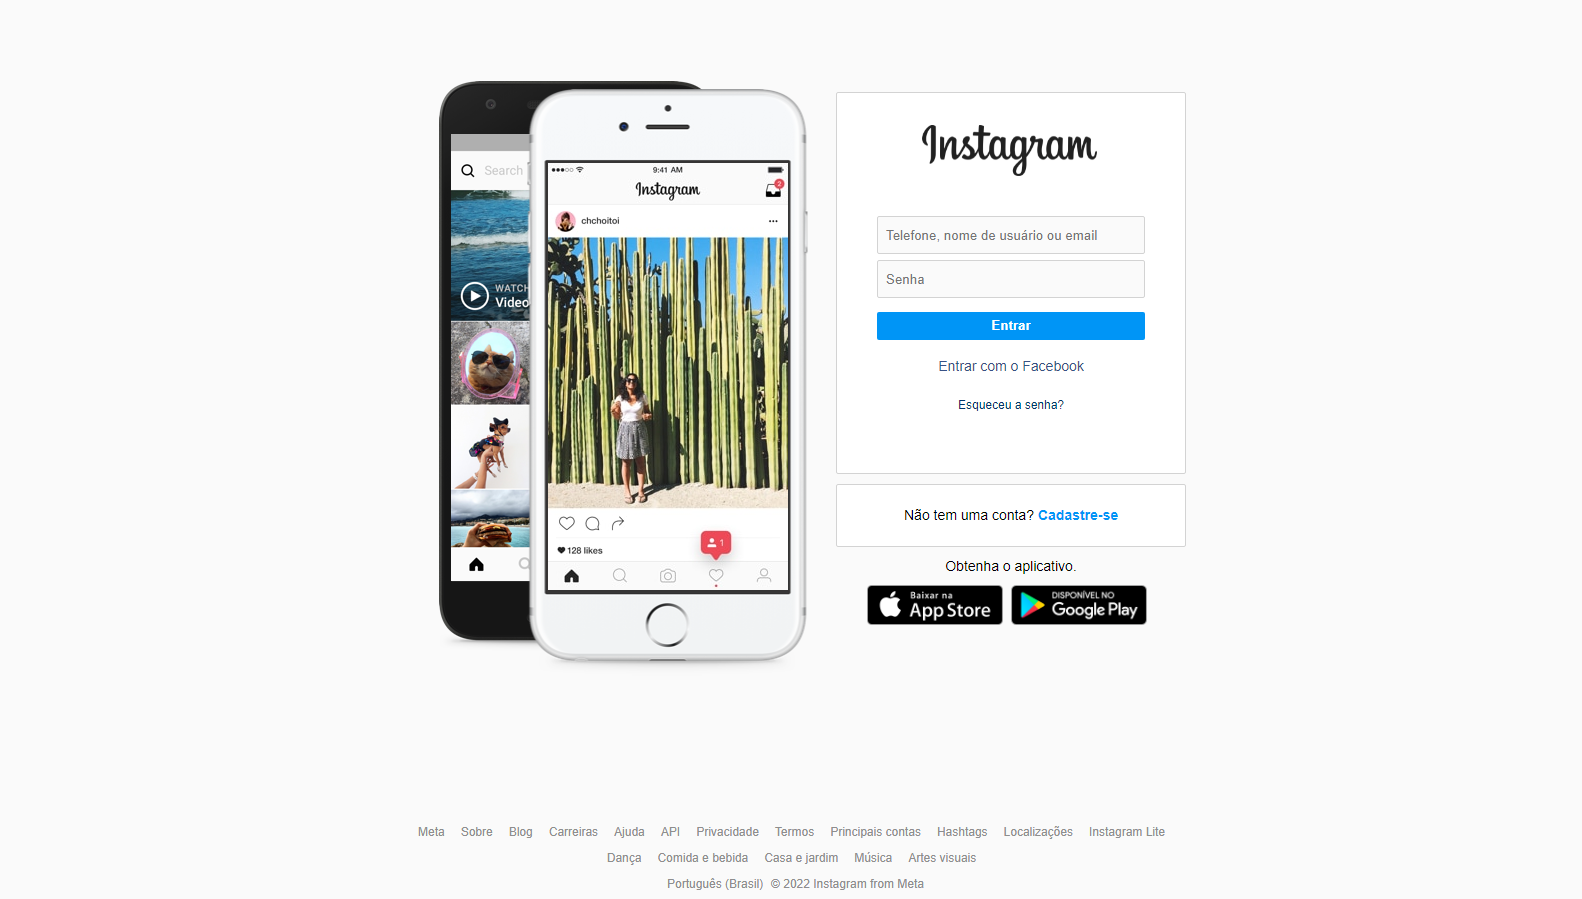 Search
WATCH
Video
9:41 AM
Instagram
2
chchoitoi
1
128 likes
Instagram
Telefone, nome de usuário ou email
Senha
Entrar
Entrar com o Facebook
Esqueceu a senha?
Não tem uma conta? Cadastre-se
Obtenha o aplicativo.
Baixar na
App Store
DISPONÍVEL NO
Google Play
Meta Sobre Blog Carreiras Ajuda API Privacidade Termos Principais contas Hashtags Localizações Instagram Lite
Dança Comida e bebida Casa e jardim Música Artes visuais
Português (Brasil) © 2022 Instagram from Meta